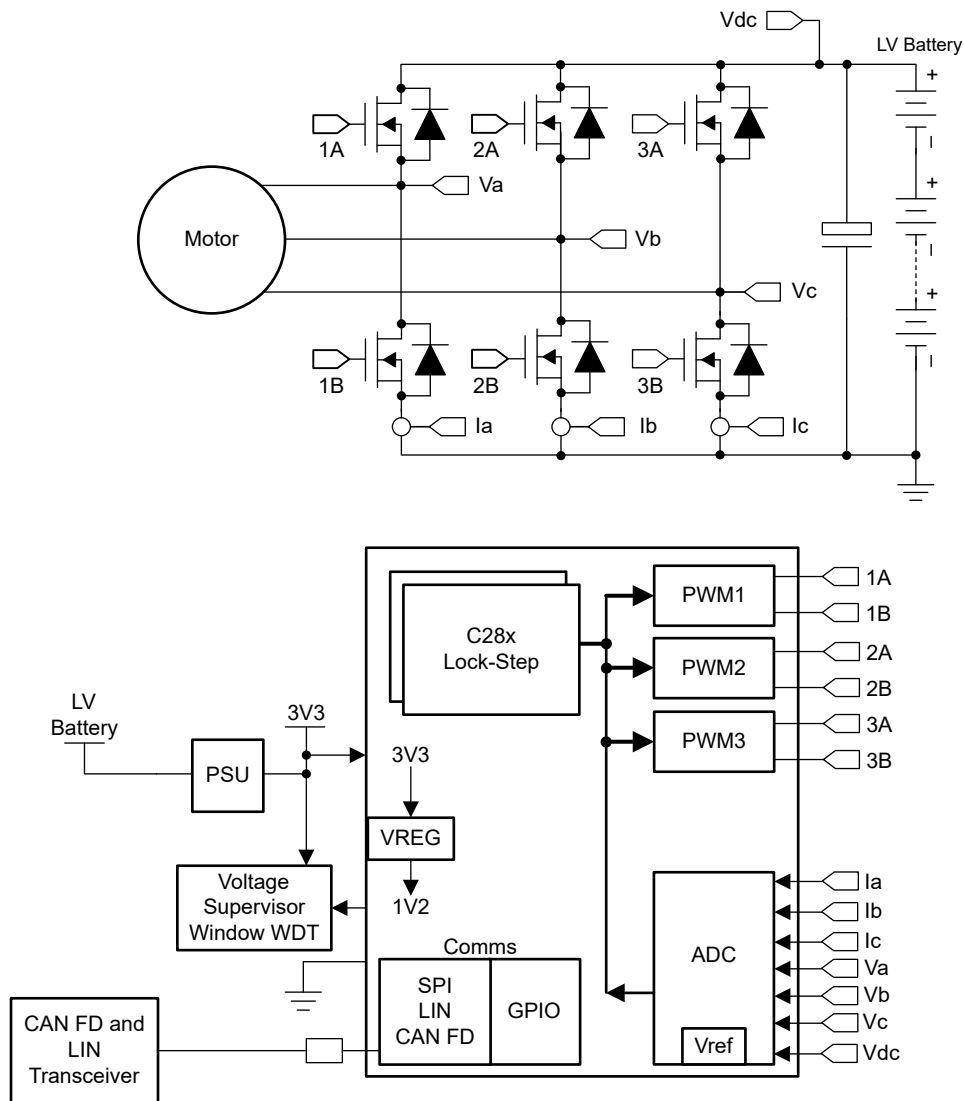 Vdc
LV Battery
+
1A
2A
3A
Va
Motor
Vb
+
Vc
+
1B
2B
3B
Ia
Ib
Ic
C28x
Lock-Step
PWM1
1A
1B
PWM2
2A
2B
PWM3
3A
3B
LV
Battery
3V3
PSU
3V3
VREG
1V2
Voltage
Supervisor
Window WDT
Comms
SPI
LIN
CAN FD
GPIO
ADC
Vref
Ia
Ib
Ic
Va
Vb
Vc
Vdc
CAN FD and
LIN
Transceiver